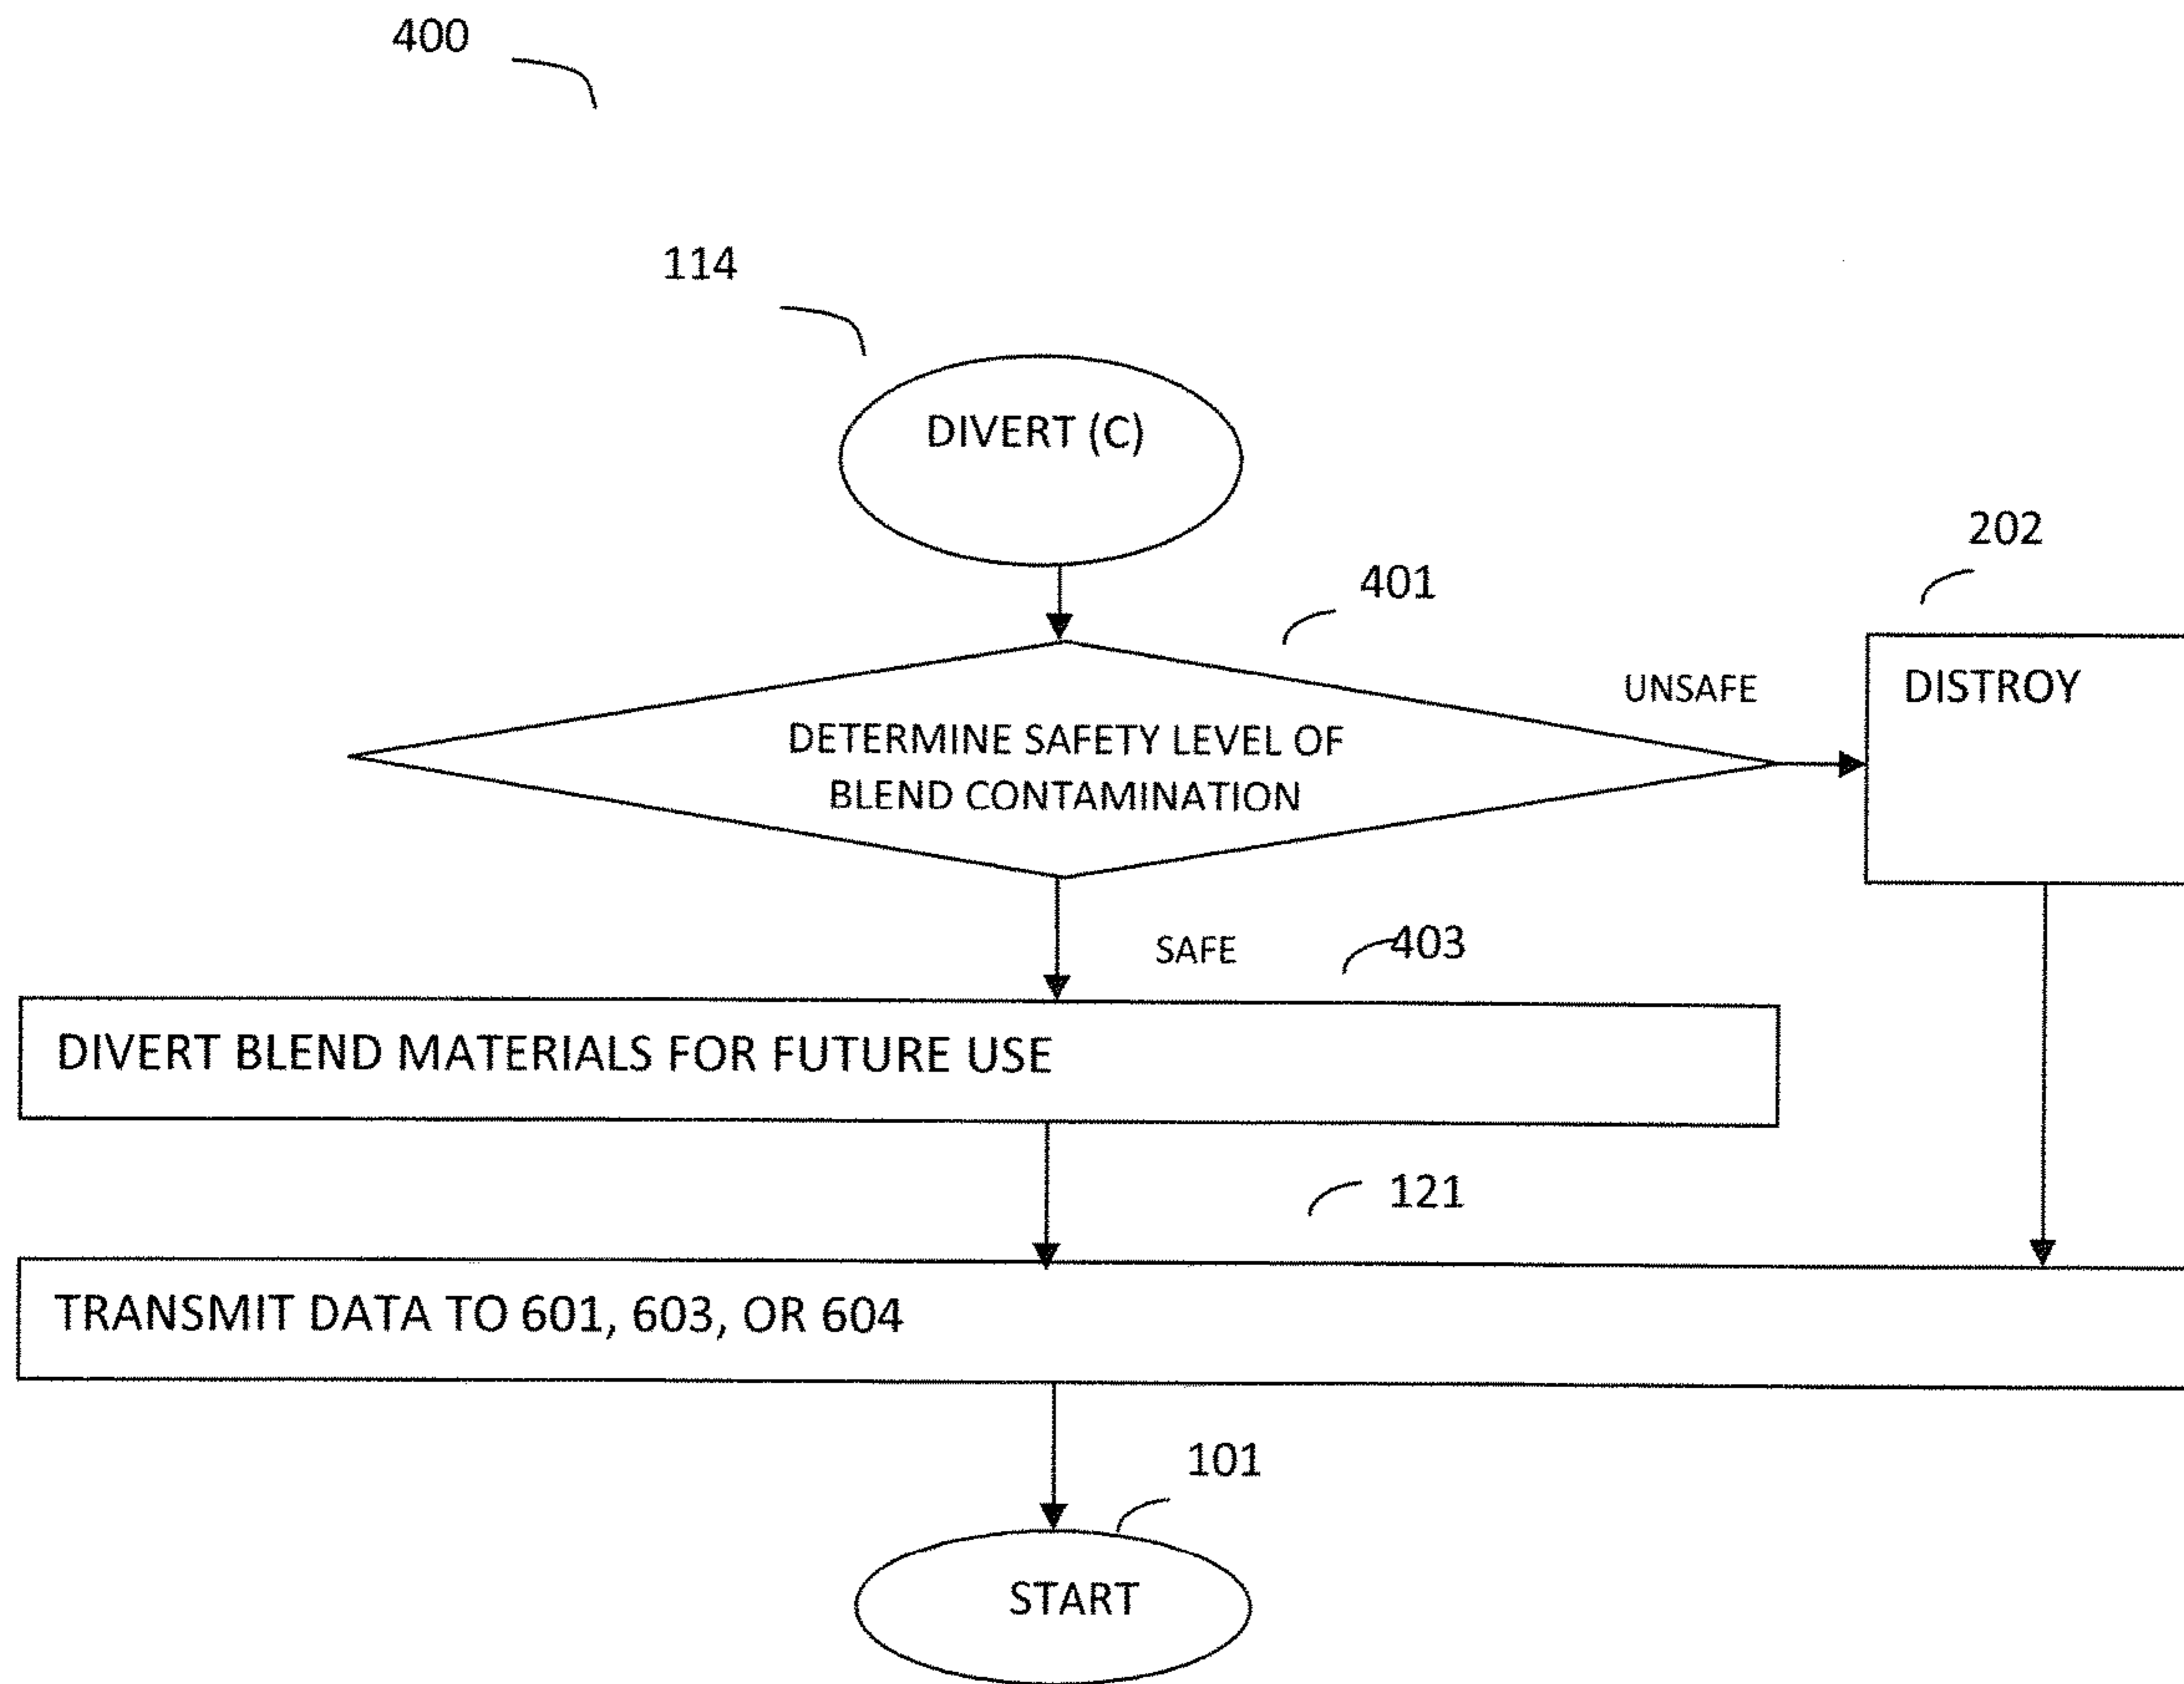 400
114
DIVERT (C)
202
401
UNSAFE
DISTROY
DETERMINE SAFETY LEVEL OF
BLEND CONTAMINATION
SAFE
403
DIVERT BLEND MATERIALS FOR FUTURE USE
121
TRANSMIT DATA TO 601, 603, OR 604
101
START